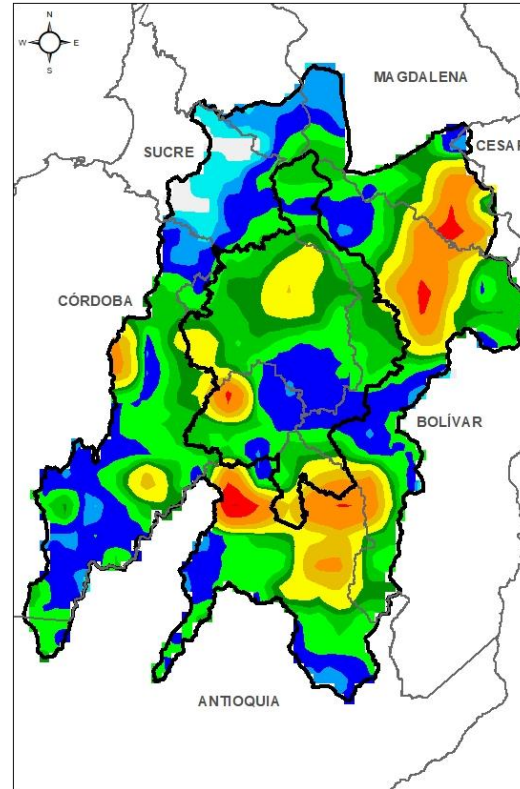 N
W E
S
MAGDALENA
CESAR
SUCRE
CÓRDOBA
BOLÍVAR
ANTIOQUIA